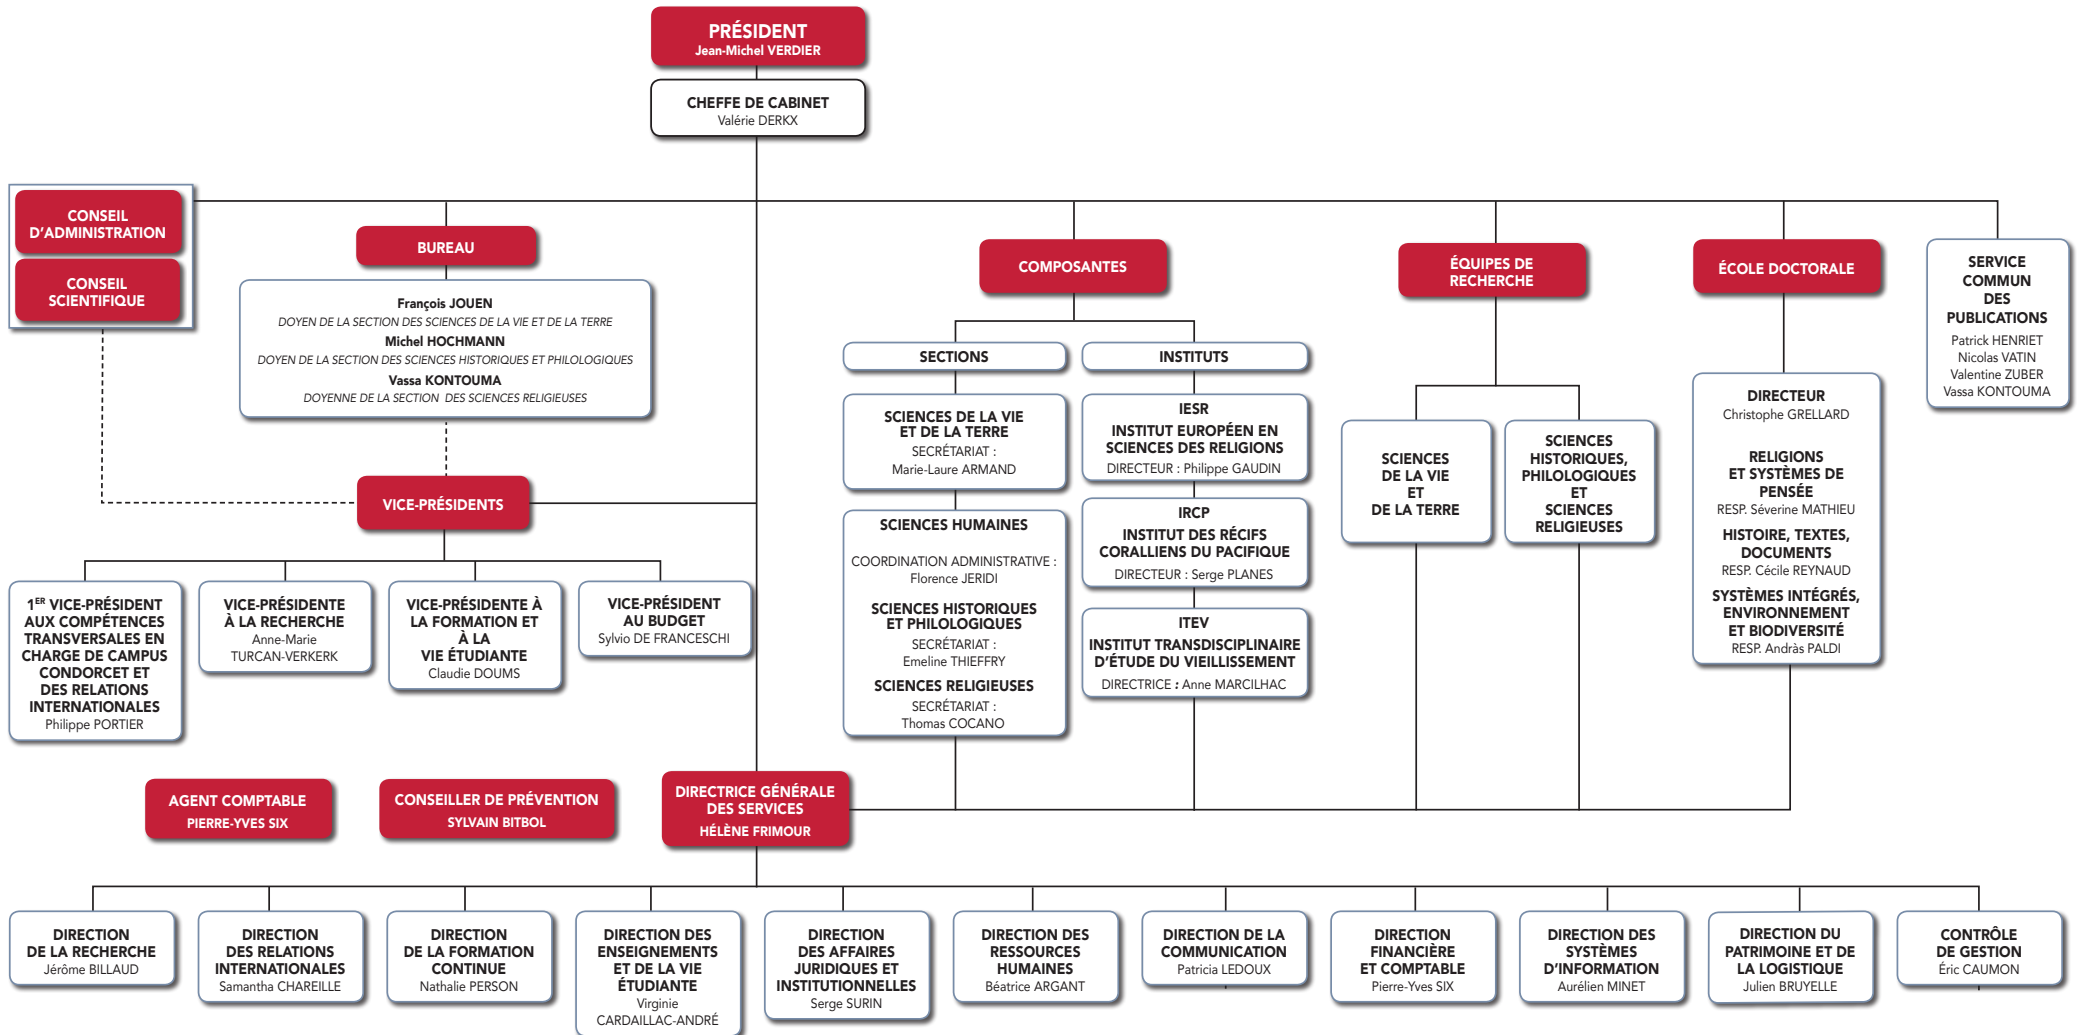 PRÉSIDENT
Jean-Michel VERDIER
CHEFFE DE CABINET
Valérie DERKX
CONSEIL
D'ADMINISTRATION
CONSEIL
SCIENTIFIQUE
BUREAU
François JOUEN
DOYEN DE LA SECTION DES SCIENCES DE LA VIE ET DE LA TERRE
Michel HOCHMANN
DOYEN DE LA SECTION DES SCIENCES HISTORIQUES ET PHILOLOGIQUES
Vassa KONTOUMA
DOYENNE DE LA SECTION DES SCIENCES RELIGIEUSES
VICE-PRÉSIDENTS
1ER VICE-PRÉSIDENT
AUX COMPÉTENCES
TRANSVERSALES EN
CHARGE DE CAMPUS
CONDORCET ET
DES RELATIONS
INTERNATIONALES
Philippe PORTIER
VICE-PRÉSIDENTE
À LA RECHERCHE
Anne-Marie
TURCAN-VERKERK
VICE-PRÉSIDENTE À
LA FORMATION ET
À LA
VIE ÉTUDIANTE
Claudie DOUMS
VICE-PRÉSIDENT
AU BUDGET
Sylvio DE FRANCESCHI
COMPOSANTES
SECTIONS
SCIENCES DE LA VIE
ET DE LA TERRE
SECRÉTARIAT :
Marie-Laure ARMAND
SCIENCES HUMAINES
COORDINATION ADMINISTRATIVE :
Florence JERIDI
SCIENCES HISTORIQUES
ET PHILOLOGIQUES
SECRÉTARIAT :
Emeline THIEFFRY
SCIENCES RELIGIEUSES
SECRÉTARIAT :
Thomas COCANO
INSTITUTS
IESR
INSTITUT EUROPÉEN EN
SCIENCES DES RELIGIONS
DIRECTEUR : Philippe GAUDIN
IRCP
INSTITUT DES RÉCIFS
CORALLIENS DU PACIFIQUE
DIRECTEUR : Serge PLANES
ITEV
INSTITUT TRANSDISCIPLINAIRE
D'ÉTUDE DU VIEILLISSEMENT
DIRECTRICE : Anne MARCILHAC
ÉQUIPES DE
RECHERCHE
SCIENCES
DE LA VIE
ET
DE LA TERRE
SCIENCES
HISTORIQUES,
PHILOLOGIQUES
ET
SCIENCES
RELIGIEUSES
ÉCOLE DOCTORALE
DIRECTEUR
Christophe GRELLARD
RELIGIONS
ET SYSTÈMES DE
PENSÉE
RESP. Séverine MATHIEU
HISTOIRE, TEXTES,
DOCUMENTS
RESP. Cécile REYNAUD
SYSTÈMES INTÉGRÉS,
ENVIRONNEMENT
ET BIODIVERSITÉ
RESP. Andràs PALDI
SERVICE
COMMUN
DES
PUBLICATIONS
Patrick HENRIET
Nicolas VATIN
Valentine ZUBER
Vassa KONTOUMA
AGENT COMPTABLE
PIERRE-YVES SIX
CONSEILLER DE PRÉVENTION
SYLVAIN BITBOL
DIRECTRICE GÉNÉRALE
DES SERVICES
HÉLÈNE FRIMOUR
DIRECTION
DE LA RECHERCHE
Jérôme BILLAUD
DIRECTION
DES RELATIONS
INTERNATIONALES
Samantha CHAREILLE
DIRECTION
DE LA FORMATION
CONTINUE
Nathalie PERSON
DIRECTION DES
ENSEIGNEMENTS
ET DE LA VIE
ÉTUDIANTE
Virginie
CARDAILLAC-ANDRÉ
DIRECTION
DES AFFAIRES
JURIDIQUES ET
INSTITUTIONNELLES
Serge SURIN
DIRECTION DES
RESSOURCES
HUMAINES
Béatrice ARGANT
DIRECTION DE LA
COMMUNICATION
Patricia LEDOUX
DIRECTION
FINANCIÈRE
ET COMPTABLE
Pierre-Yves SIX
DIRECTION DES
SYSTÈMES
D'INFORMATION
Aurélien MINET
DIRECTION DU
PATRIMOINE ET DE
LA LOGISTIQUE
Julien BRUYELLE
CONTRÔLE
DE GESTION
Éric CAUMON